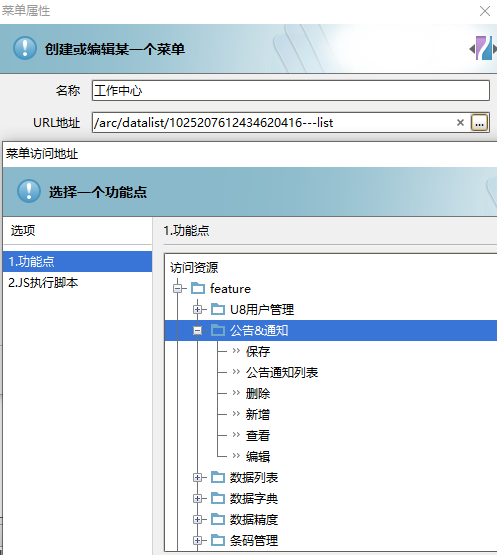 菜单属性
创建或编辑某一个菜单
名称
工作中心
URL地址
/arc/datalist/1025207612434620416---list
...
菜单访问地址
选择一个功能点
选项
1.功能点
1.功能点
2.JS执行脚本
访问资源
feature
U8用户管理
公告&通知
保存
公告通知列表
删除
新增
查看
编辑
数据列表
数据字典
数据精度
条码管理